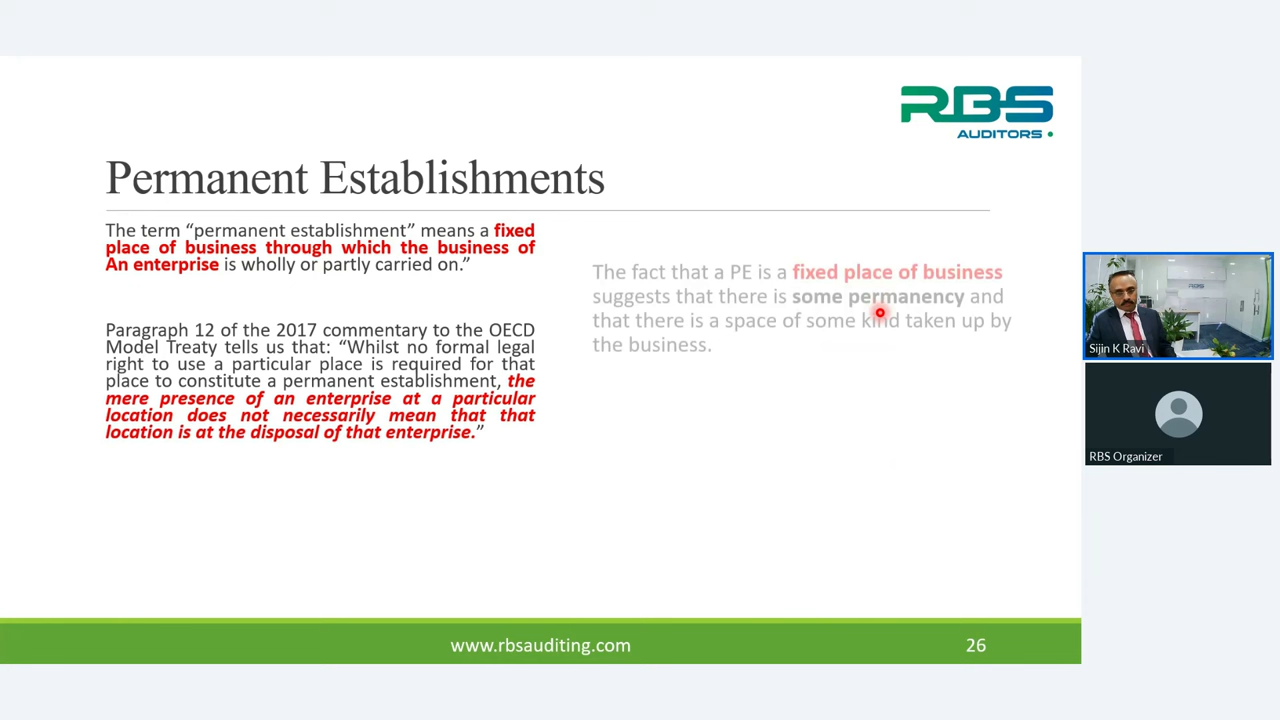 RBS
AUDITORS
Permanent Establishments
The term “permanent establishment” means a fixed
place of business through which the business of
An enterprise is wholly or partly carried on.”
Paragraph 12 of the 2017 commentary to the OECD
Model Treaty tells us that: “Whilst no formal legal
right to use a particular place is required for that
place to constitute a permanent establishment, the
mere presence of an enterprise at a particular
location does not necessarily mean that that
location is at the disposal of that enterprise.”
The fact that a PE is a fixed place of business
suggests that there is some permanency and
that there is a space of some kind taken up by
the business.
www.rbsauditing.com
26
Sijin K Ravi
RBS Organizer